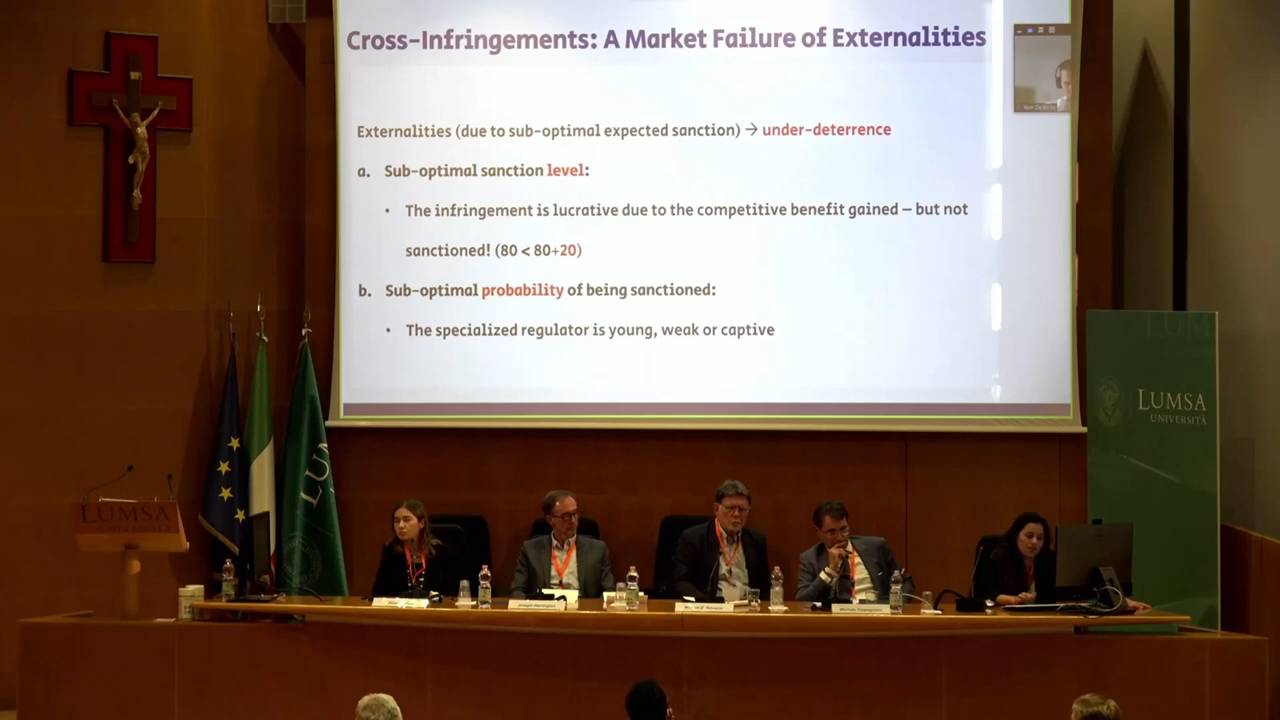 Cross-Infringements: A Market Failure of Externalities
Externalities (due to sub-optimal expected sanction) → under-deterrence
a. Sub-optimal sanction level:
• The infringement is lucrative due to the competitive benefit gained – but not
sanctioned! (80 < 80+20)
b. Sub-optimal probability of being sanctioned:
• The specialized regulator is young, weak or captive
LUM
LUMSA
UNIVERSITÀ
LU
LUMSA